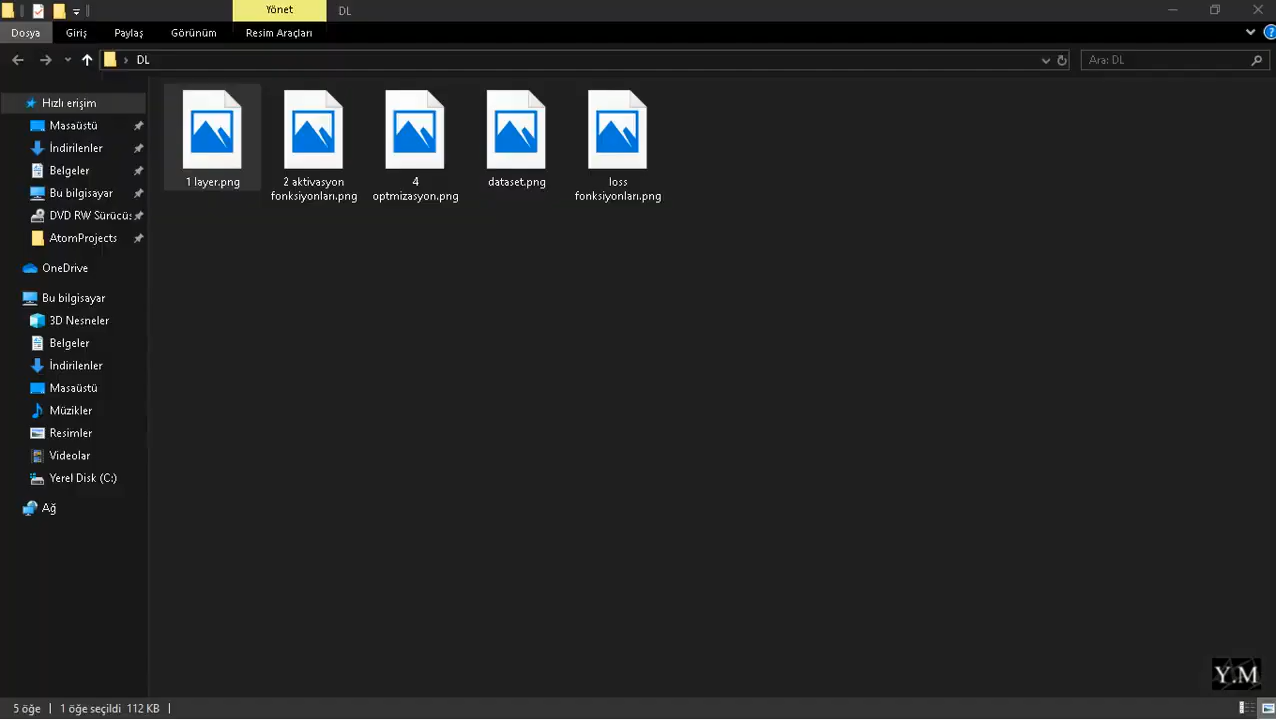 Yönet
DL
Dosya
Giriş
Paylaş
Görünüm
Resim Araçları
DL
Ara: DL
Hızlı erişim
Masaüstü
İndirilenler
Belgeler
Bu bilgisayar
DVD RW Sürücüs
AtomProjects
OneDrive
Bu bilgisayar
3D Nesneler
Belgeler
İndirilenler
Masaüstü
Müzikler
Resimler
Videolar
Yerel Disk (C:)
Ağ
1 layer.png
2 aktivasyon
fonksiyonları.png
4
optmizasyon.png
dataset.png
loss
fonksiyonları.png
5 öğe
1 öğe seçildi 112 KB
Y.M